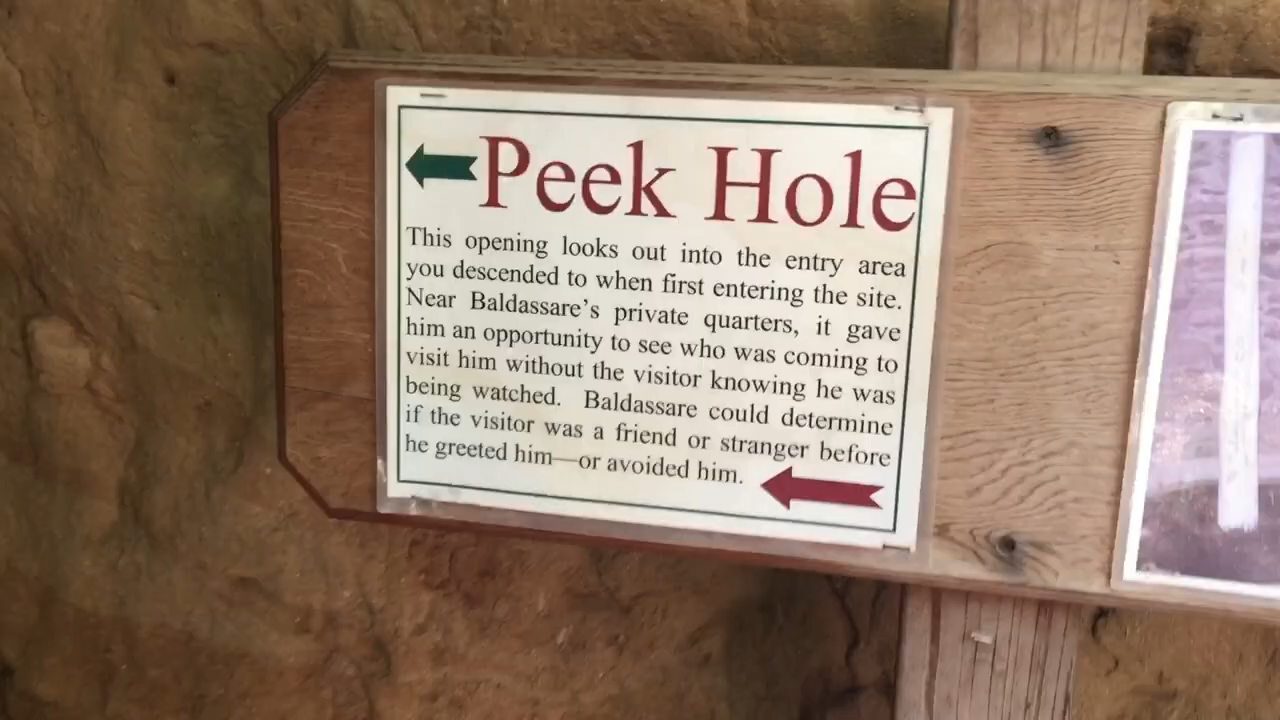 Peek Hole
This opening looks out into the entry area
you descended to when first entering the site.
Near Baldassare's private quarters, it gave
him an opportunity to see who was coming to
visit him without the visitor knowing he was
being watched. Baldassare could determine
if the visitor was a friend or stranger before
he greeted him—or avoided him.